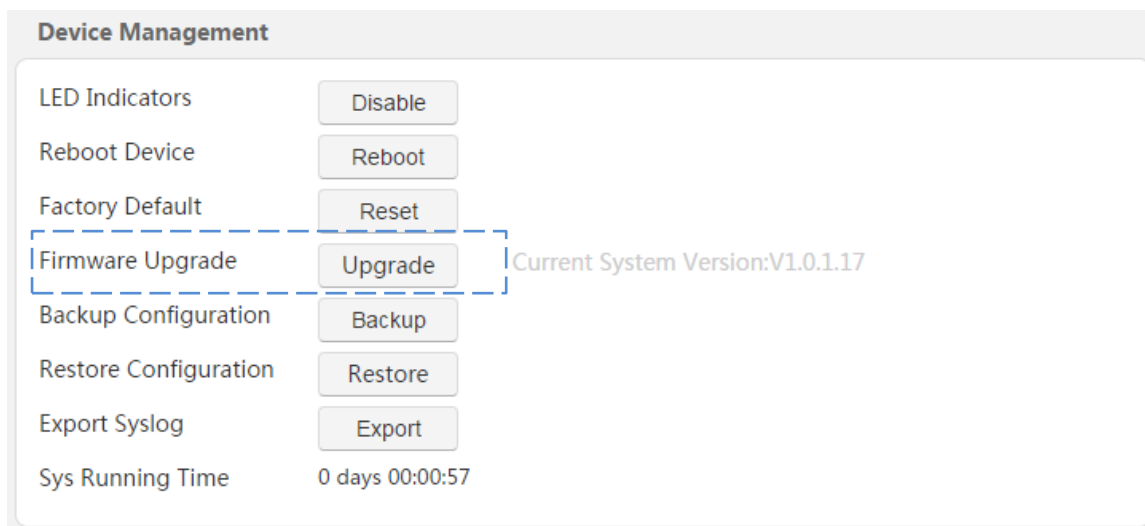 Device Management
LED Indicators Disable
Reboot Device Reboot
Factory Default Reset
Firmware Upgrade Upgrade Current System Version:V1.0.1.17
Backup Configuration Backup
Restore Configuration Restore
Export Syslog Export
Sys Running Time 0 days 00:00:57